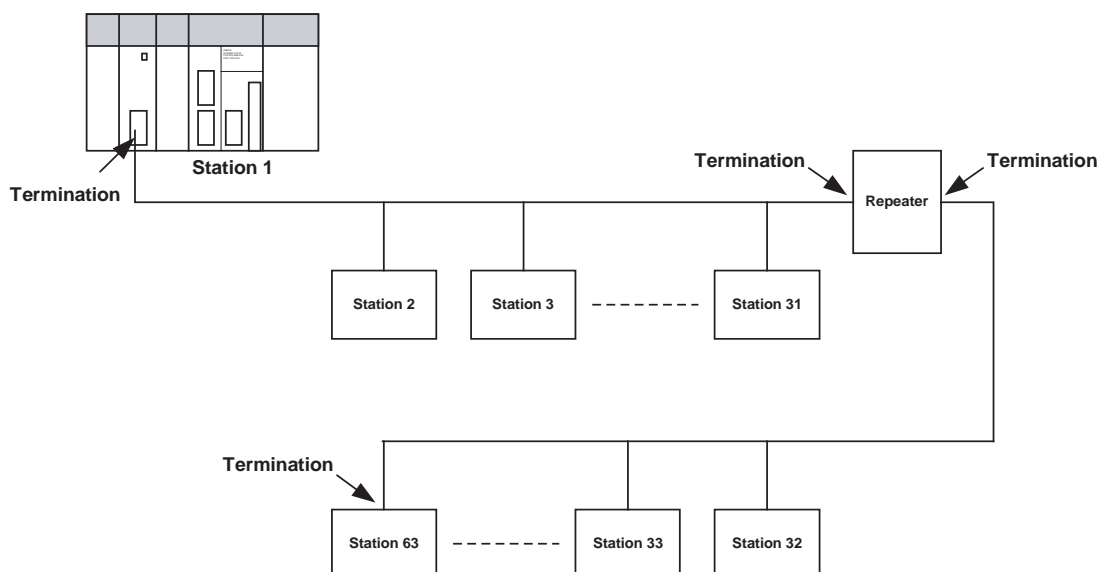 Station 1
Termination
Termination
Termination
Repeater
Station 2
Station 3
Station 31
Termination
Station 63
Station 33
Station 32